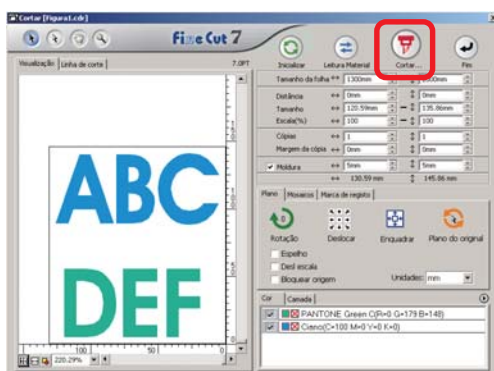 Cortar [Figura1.cdr]
FineCut 7
Inicializar Leitura Material Cortar... Fim
Visualização Linha de corte 7.0PT
Tamanho da folha 1300mm
Distância 0mm 0mm
Tamanho 120.59mm 135.86mm
Escala(%) 100 100
Cópias 1 1
Margem da cópia 0mm 0mm
Moldura 5mm 5mm
130.59 mm 145.86 mm
Plano Mosaicos Marca de registo
Rotação Deslocar Enquadrar Plano do original
Espelho
Desl escala
Bloquear origem Unidades: mm
Cor Camada
PANTONE Green C(R=0 G=179 B=148)
Ciano(C=100 M=0 Y=0 K=0)
ABC
DEF
100 50 0
220.29%